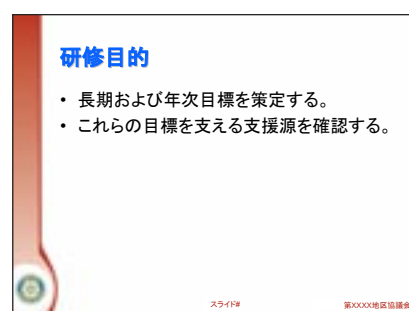 研修目的
• 長期および年次目標を策定する。
• これらの目標を支える支援源を確認する。
スライド#
第XXXX地区協議会